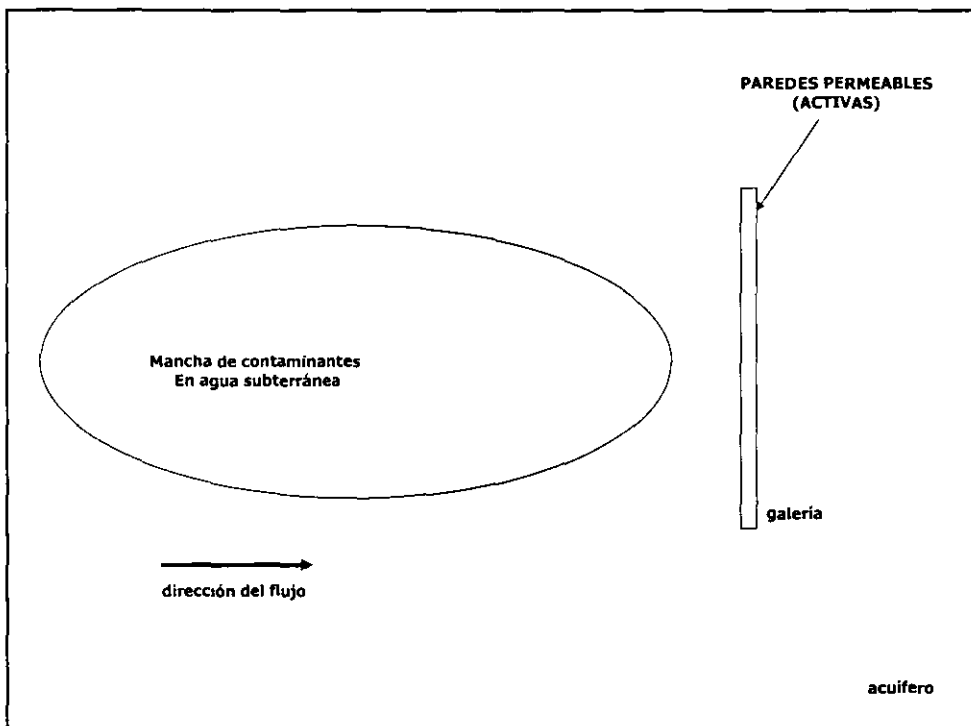 PAREDES PERMEABLES
(ACTIVAS)
Mancha de contaminantes
En agua subterránea
galería
dirección del flujo
acuifero